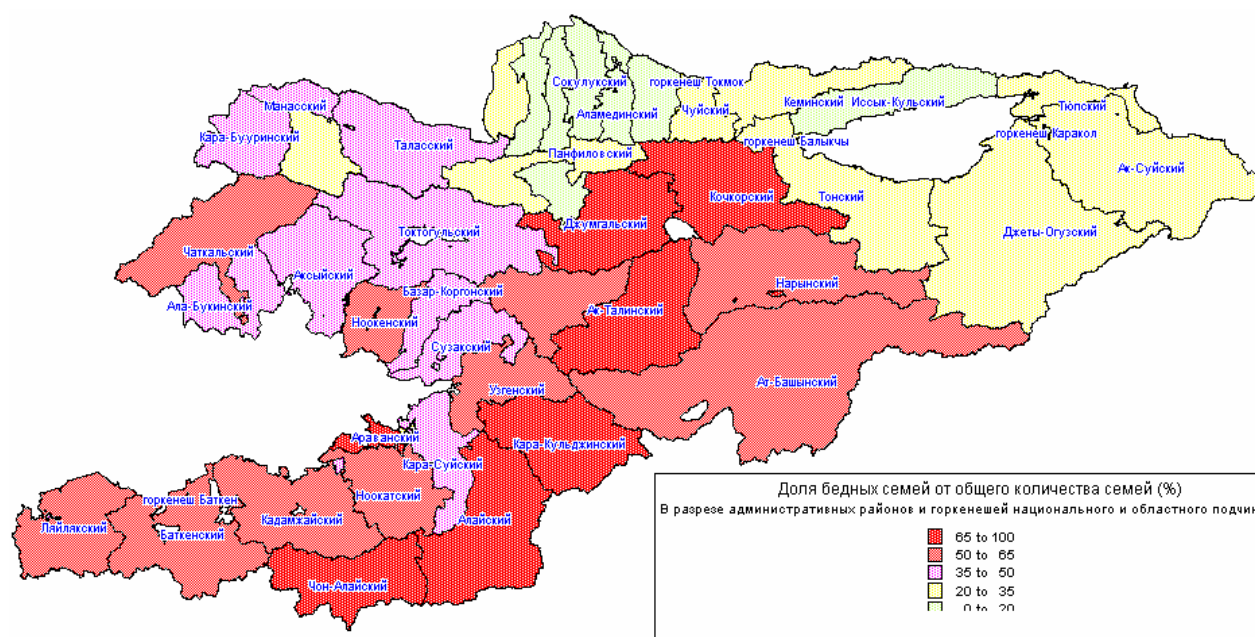 Сокулукский
горкенеш Токмок
Манасский
Кеминский
Иссык-Кульский
Тюпский
Аламединский
Чуйский
Кара-Бууринский
Таласский
горкенеш Каракол
горкенеш Балыкчы
Панфиловский
Ак-Суйский
Кочкорский
Тонский
Джумгальский
Токтогульский
Джеты-Огузский
Чаткальский
Аксыйский
Нарынский
Базар-Коргонский
Ала-Букинский
Ак-Талинский
Ноокенский
Сузакский
Ат-Башынский
Узгенский
Араванский
Кара-Кульджинский
Кара-Суйский
Ноокатский
горкенеш Баткен
Алайский
Кадамжайский
Ляйлякский
Баткенский
Чон-Алайский
Доля бедных семей от общего количества семей (%)
В разрезе административных районов и горкенешей национального и областного подчин
65 to 100
50 to 65
35 to 50
20 to 35
0 to 20